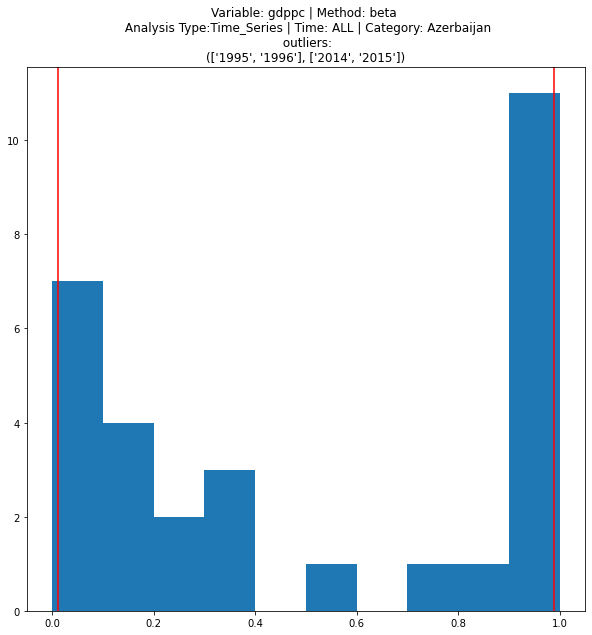 Variable: gdppc | Method: beta
Analysis Type:Time_Series | Time: ALL | Category: Azerbaijan
outliers:
(['1995', '1996'], ['2014', '2015'])
10
8
6
4
2
0
0.0 0.2 0.4 0.6 0.8 1.0